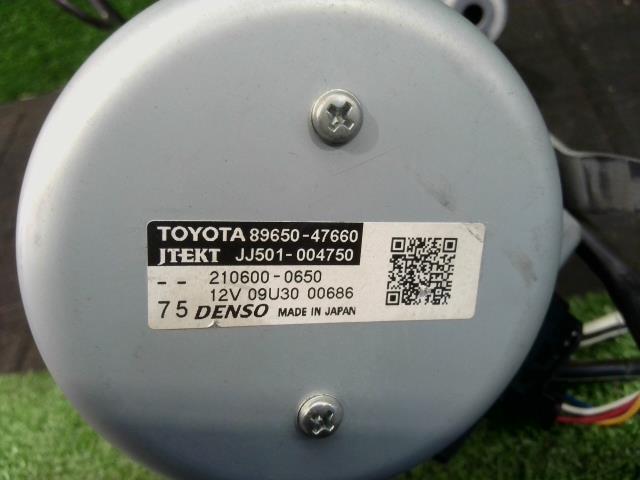 TOYOTA 89650-47660
JTEKT JJ501-004750
-- 210600-0650
12V 09U30 00686
75 DENSO MADE IN JAPAN